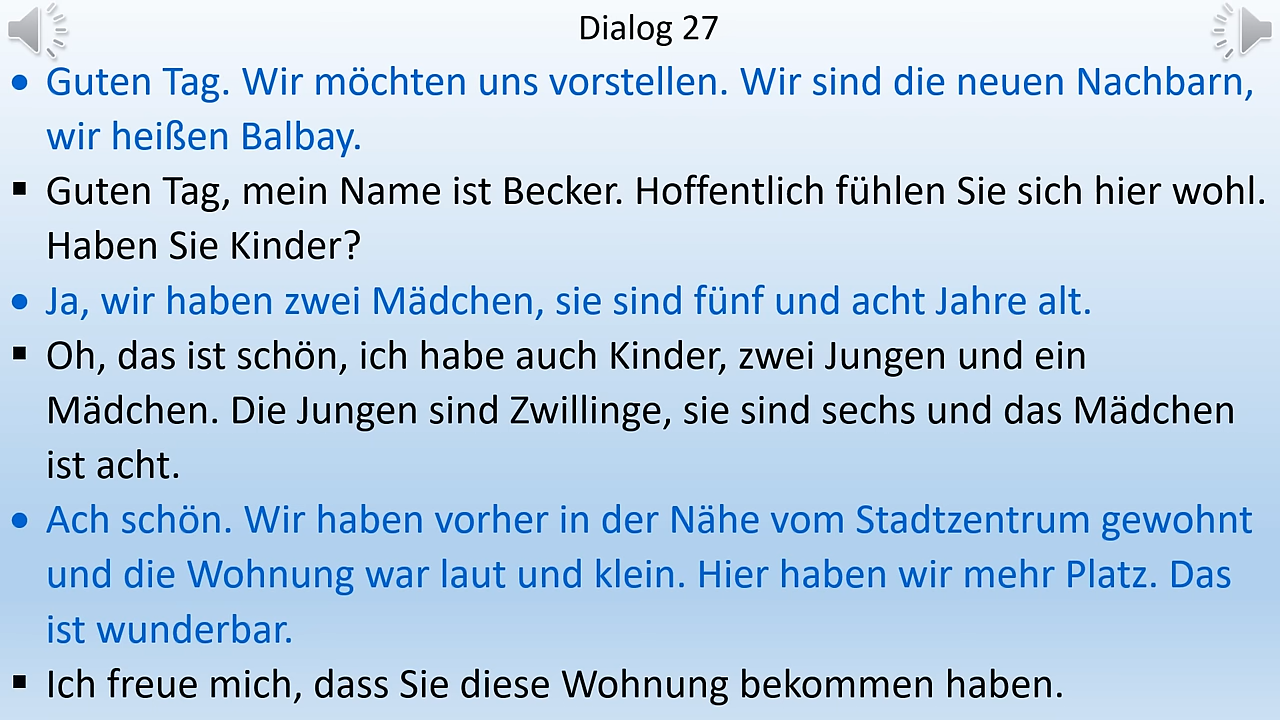 Dialog 27
• Guten Tag. Wir möchten uns vorstellen. Wir sind die neuen Nachbarn,
wir heißen Balbay.
▪ Guten Tag, mein Name ist Becker. Hoffentlich fühlen Sie sich hier wohl.
Haben Sie Kinder?
• Ja, wir haben zwei Mädchen, sie sind fünf und acht Jahre alt.
▪ Oh, das ist schön, ich habe auch Kinder, zwei Jungen und ein
Mädchen. Die Jungen sind Zwillinge, sie sind sechs und das Mädchen
ist acht.
• Ach schön. Wir haben vorher in der Nähe vom Stadtzentrum gewohnt
und die Wohnung war laut und klein. Hier haben wir mehr Platz. Das
ist wunderbar.
▪ Ich freue mich, dass Sie diese Wohnung bekommen haben.